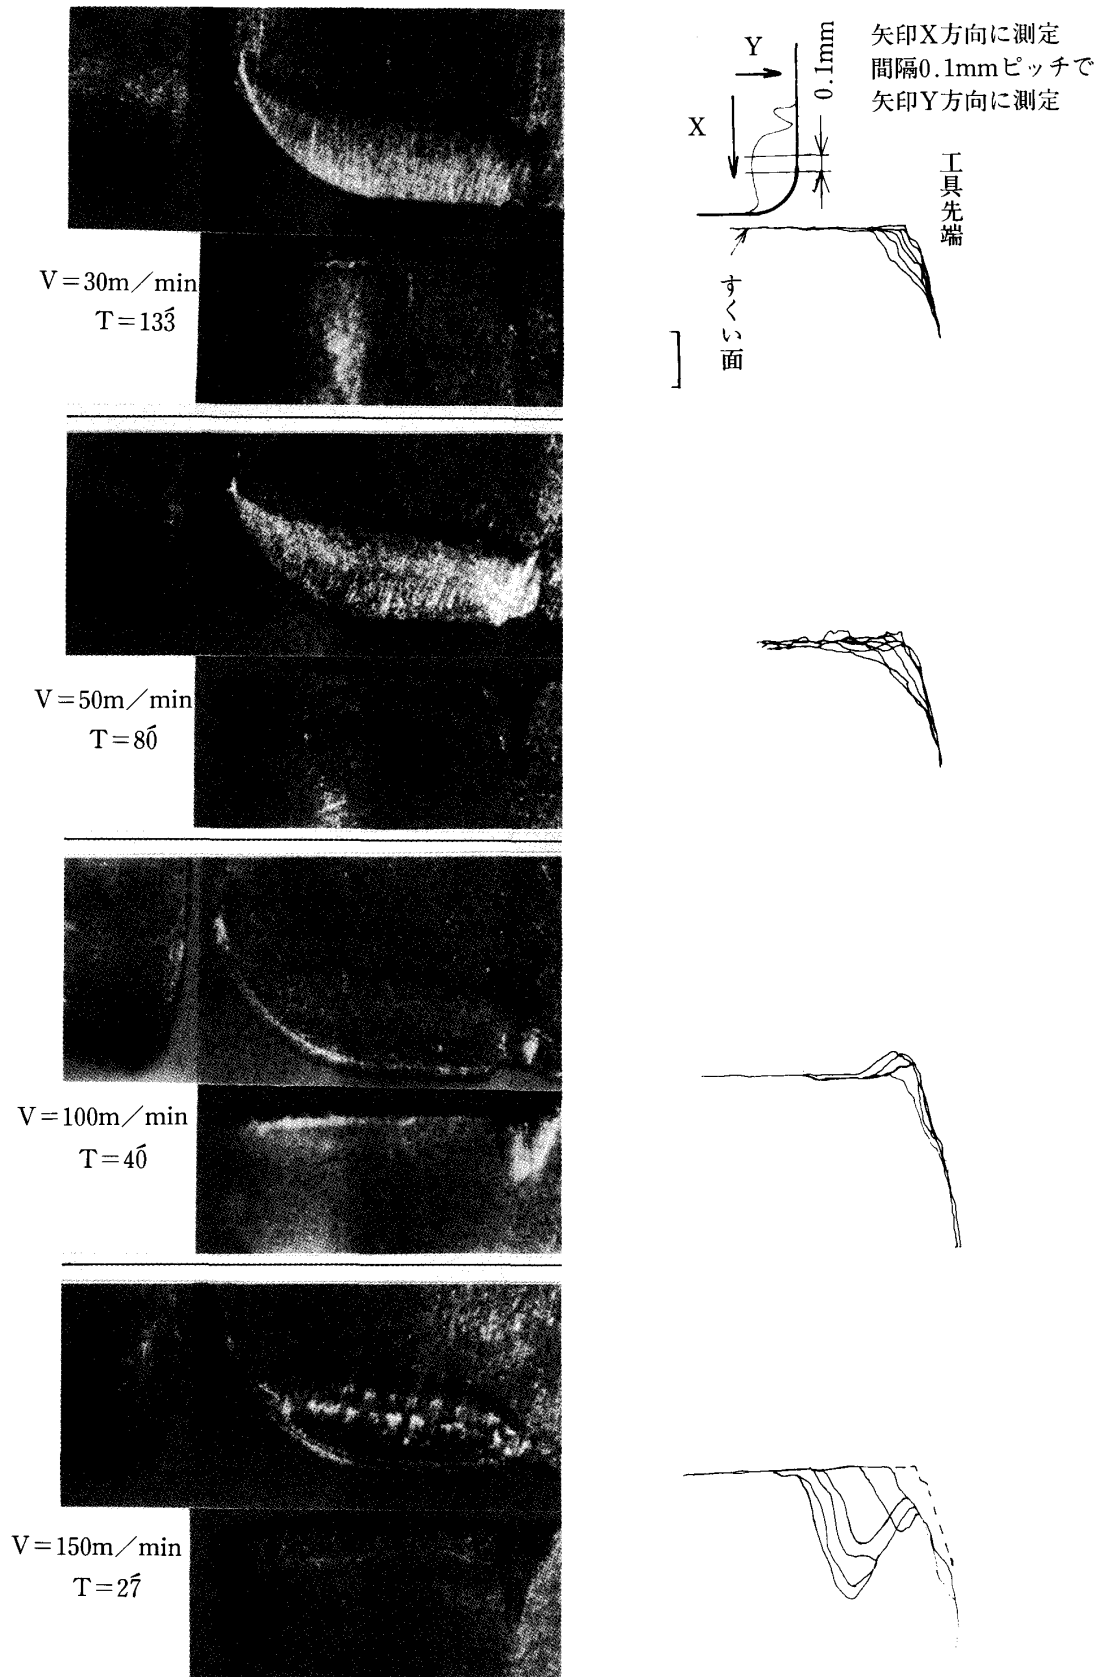 Y
X
0.1mm
矢印X方向に測定
間隔0.1mmピッチで
矢印Y方向に測定
工具先端
すくい面
V=30m／min
T=133́
V=50m／min
T=80́
V=100m／min
T=40́
V=150m／min
T=27́